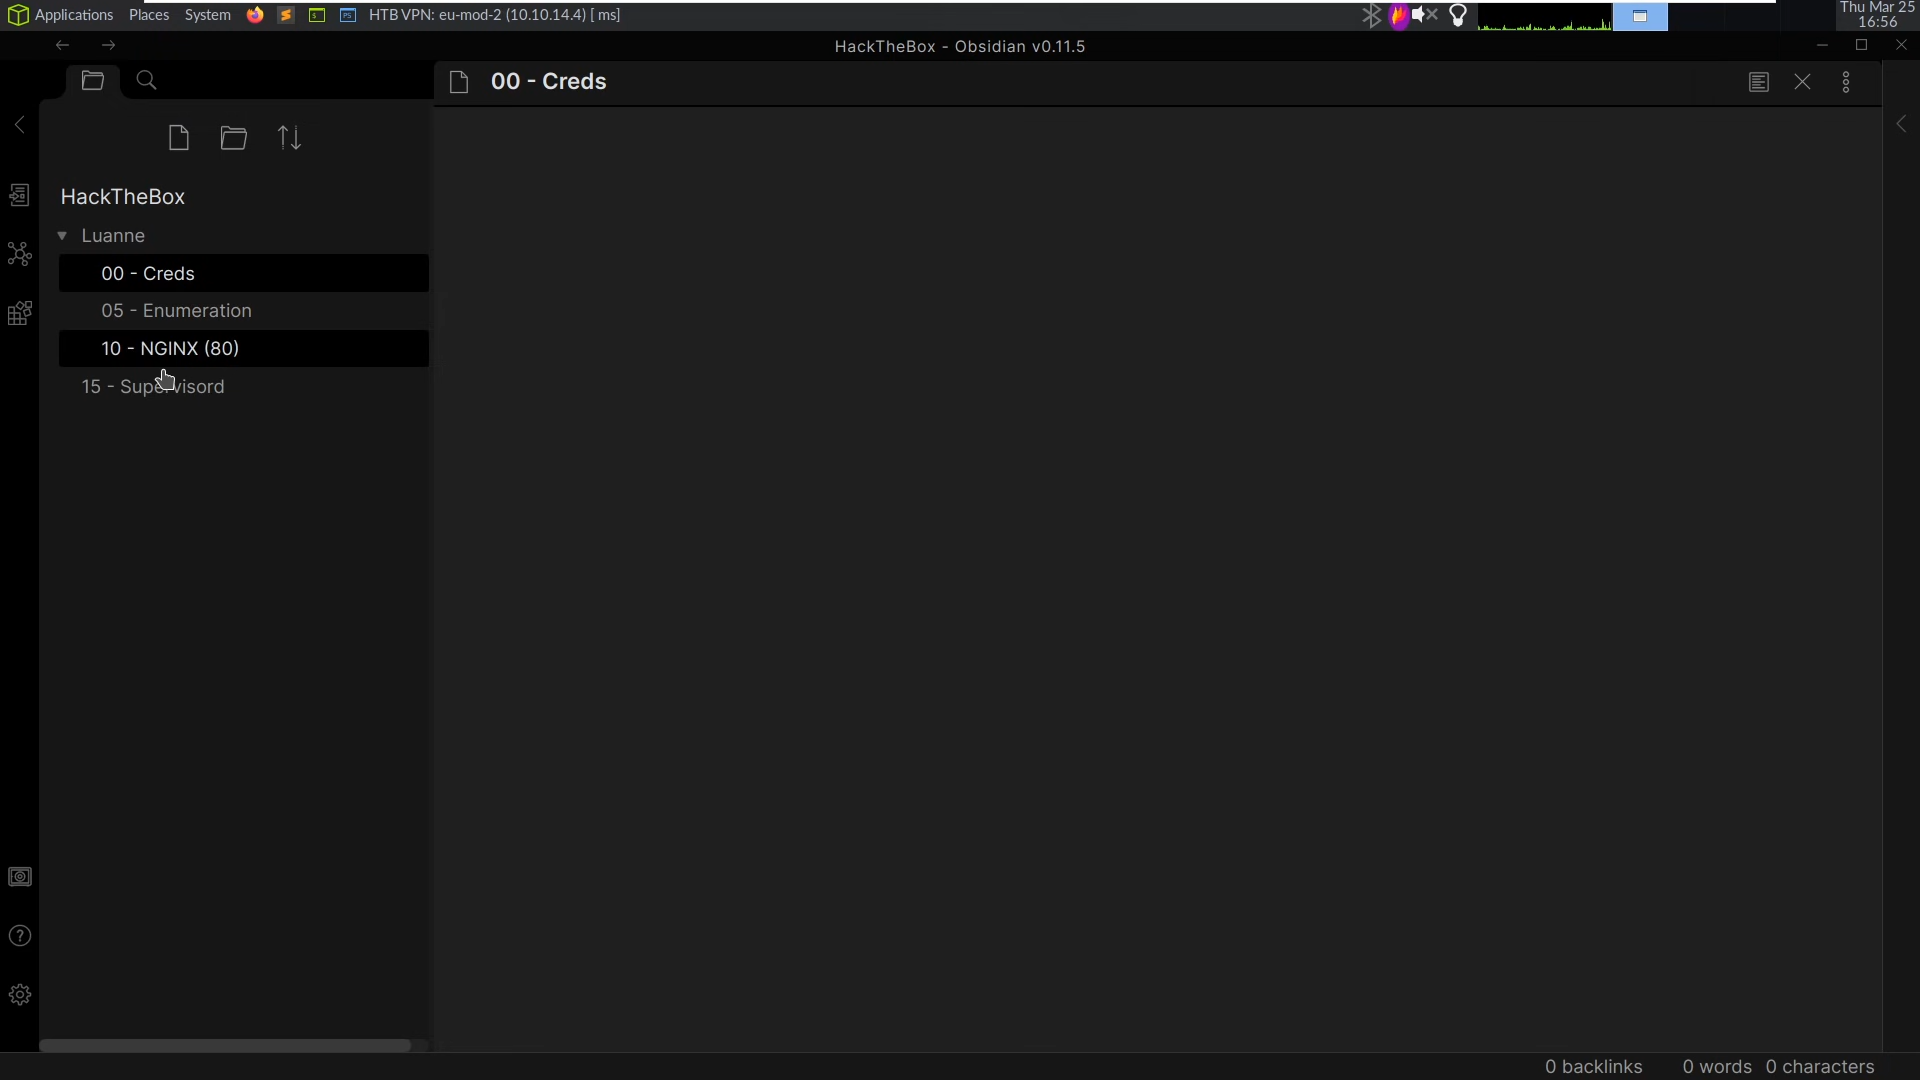 Applications Places System HTB VPN: eu-mod-2 (10.10.14.4) [ ms] Thu Mar 25
16:56
HackTheBox - Obsidian v0.11.5
00 - Creds
HackTheBox
Luanne
00 - Creds
05 - Enumeration
10 - NGINX (80)
15 - Supervisord
0 backlinks 0 words 0 characters